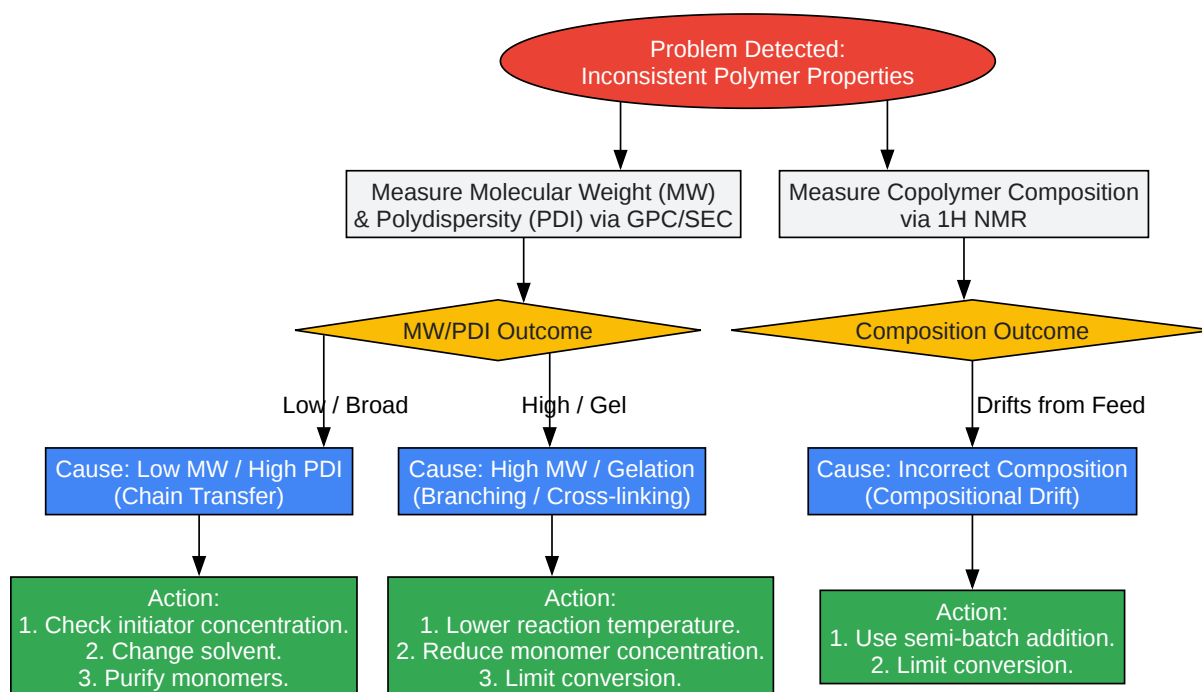 Problem Detected:
Inconsistent Polymer Properties
Measure Molecular Weight (MW)
& Polydispersity (PDI) via GPC/SEC
Measure Copolymer Composition
via 1H NMR
MW/PDI Outcome
Composition Outcome
Low / Broad
High / Gel
Drifts from Feed
Cause: Low MW / High PDI
(Chain Transfer)
Cause: High MW / Gelation
(Branching / Cross-linking)
Cause: Incorrect Composition
(Compositional Drift)
Action:
1. Check initiator concentration.
2. Change solvent.
3. Purify monomers.
Action:
1. Lower reaction temperature.
2. Reduce monomer concentration.
3. Limit conversion.
Action:
1. Use semi-batch addition.
2. Limit conversion.